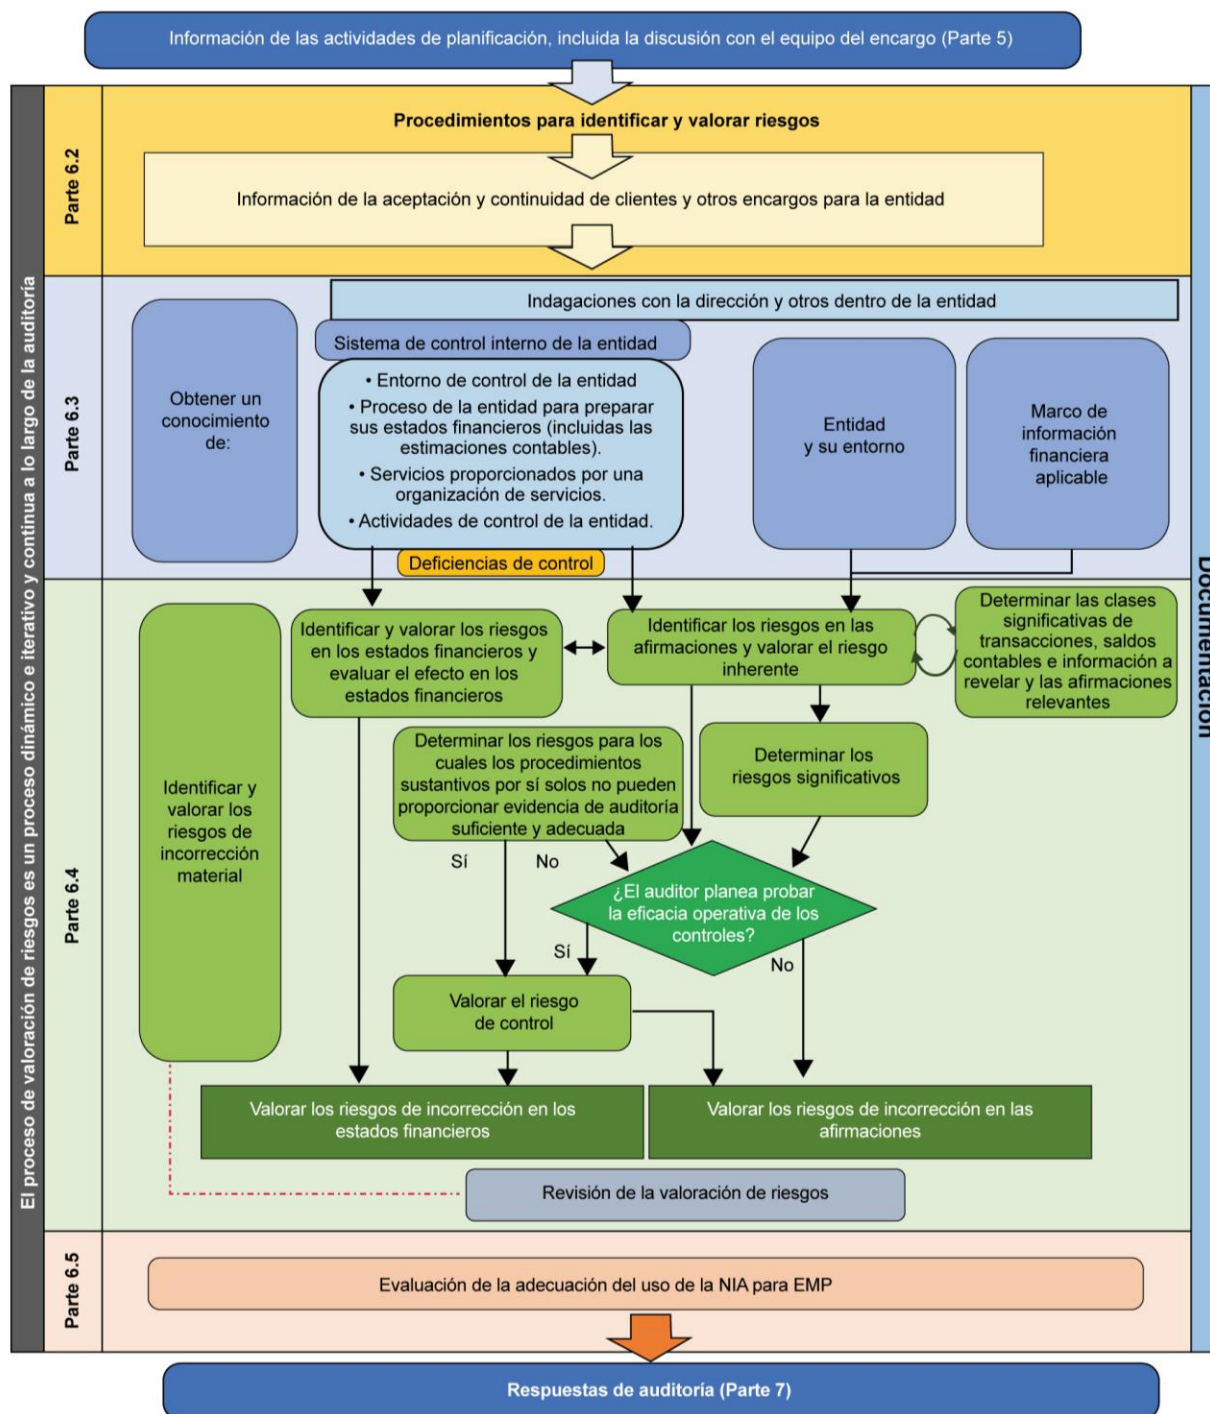 Información de las actividades de planificación, incluida la discusión con el equipo del encargo (Parte 5)
El proceso de valoración de riesgos es un proceso dinámico e iterativo y continua a lo largo de la auditoría
Documentación
Parte 6.2
Procedimientos para identificar y valorar riesgos
Información de la aceptación y continuidad de clientes y otros encargos para la entidad
Parte 6.3
Indagaciones con la dirección y otros dentro de la entidad
Obtener un
conocimiento
de:
Sistema de control interno de la entidad
• Entorno de control de la entidad
• Proceso de la entidad para preparar
sus estados financieros (incluidas las
estimaciones contables).
• Servicios proporcionados por una
organización de servicios.
• Actividades de control de la entidad.
Entidad
y su entorno
Marco de
información
financiera
aplicable
Deficiencias de control
Parte 6.4
Identificar y
valorar los
riesgos de
incorrección
material
Identificar y valorar los riesgos
en los estados financieros y
evaluar el efecto en los
estados financieros
Identificar los riesgos en las
afirmaciones y valorar el riesgo
inherente
Determinar las clases
significativas de
transacciones, saldos
contables e información a
revelar y las afirmaciones
relevantes
Determinar los riesgos para los
cuales los procedimientos
sustantivos por sí solos no pueden
proporcionar evidencia de auditoría
suficiente y adecuada
Determinar los
riesgos significativos
Sí
No
¿El auditor planea probar
la eficacia operativa de los
controles?
Sí
No
Valorar el riesgo
de control
Valorar los riesgos de incorrección en los
estados financieros
Valorar los riesgos de incorrección en las
afirmaciones
Revisión de la valoración de riesgos
Parte 6.5
Evaluación de la adecuación del uso de la NIA para EMP
Respuestas de auditoría (Parte 7)